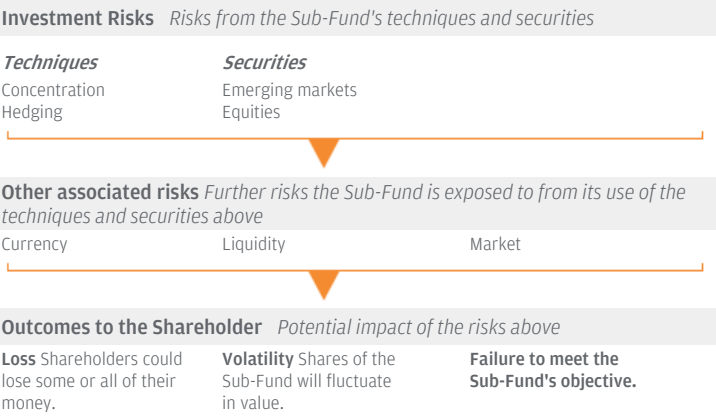 Investment Risks Risks from the Sub-Fund's techniques and securities
Techniques
Concentration
Hedging
Securities
Emerging markets
Equities
Other associated risks Further risks the Sub-Fund is exposed to from its use of the
techniques and securities above
Currency
Liquidity
Market
Outcomes to the Shareholder Potential impact of the risks above
Loss Shareholders could
lose some or all of their
money.
Volatility Shares of the
Sub-Fund will fluctuate
in value.
Failure to meet the
Sub-Fund's objective.